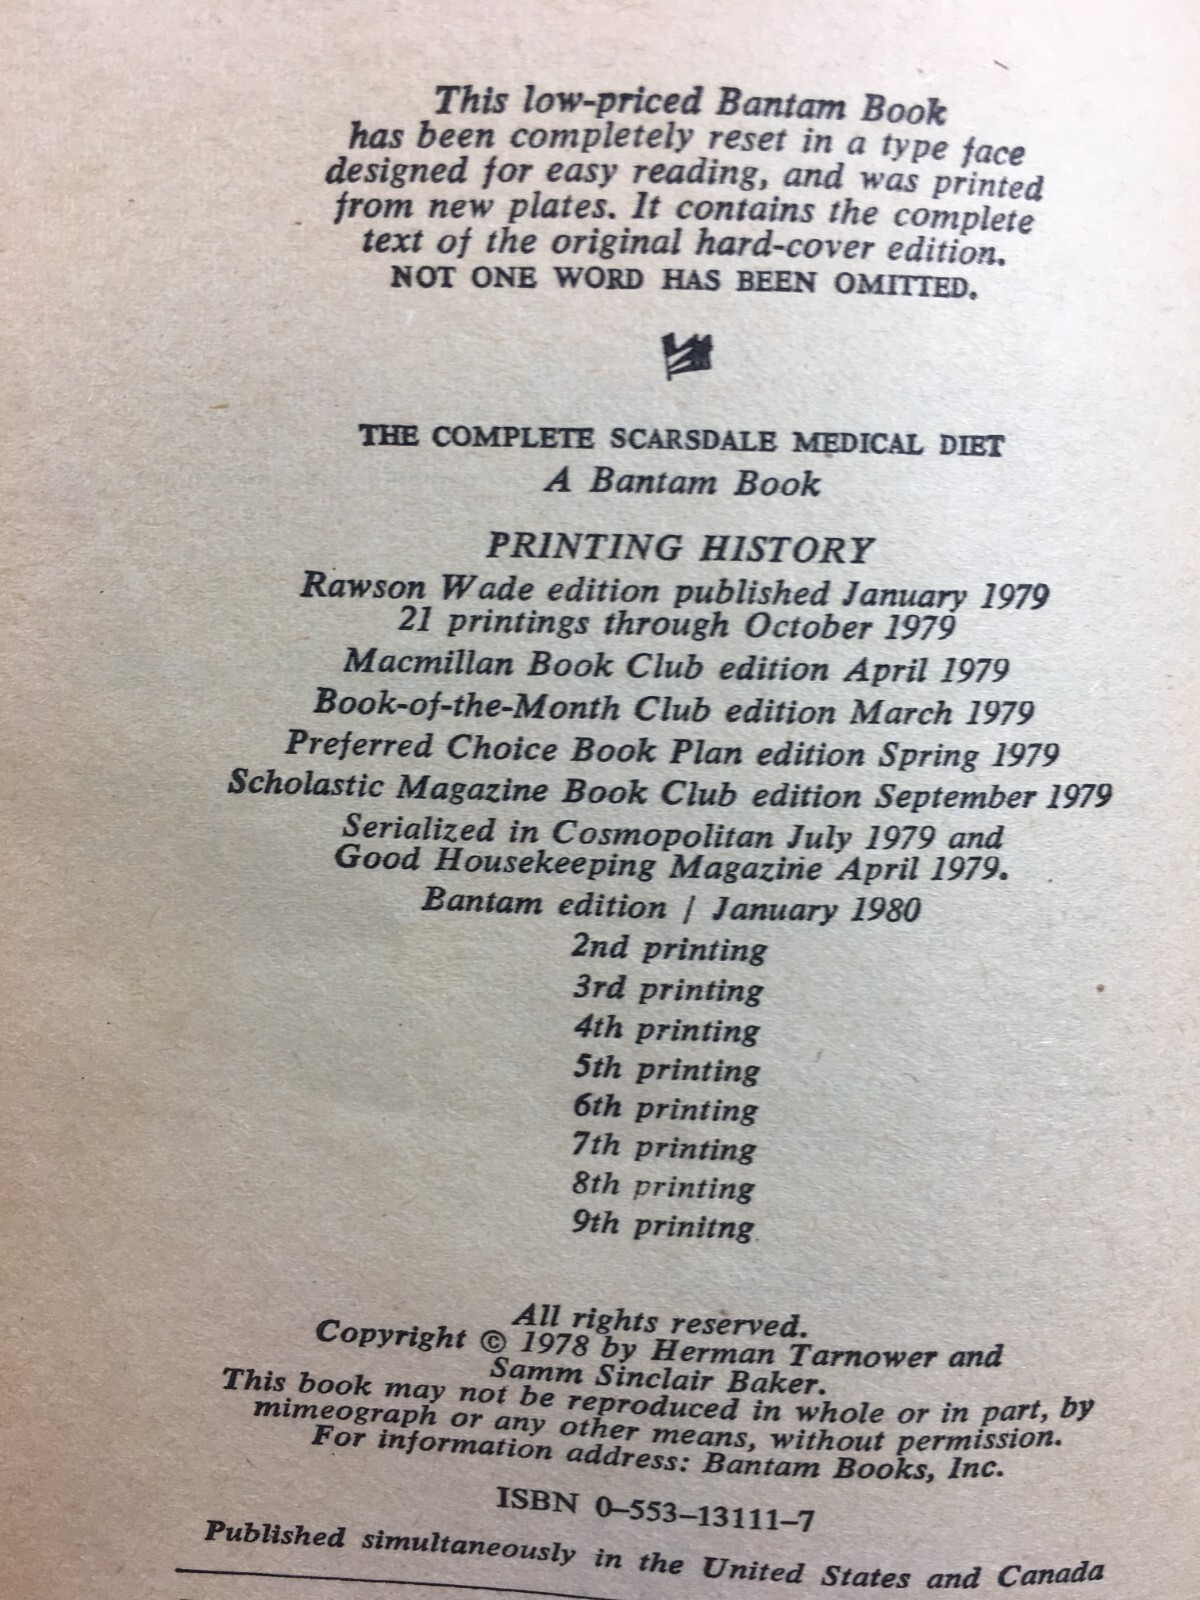 This low-priced Bantam Book
has been completely reset in a type face
designed for easy reading, and was printed
from new plates. It contains the complete
text of the original hard-cover edition.
NOT ONE WORD HAS BEEN OMITTED.
THE COMPLETE SCARSDALE MEDICAL DIET
A Bantam Book
PRINTING HISTORY
Rawson Wade edition published January 1979
21 printings through October 1979
Macmillan Book Club edition April 1979
Book-of-the-Month Club edition March 1979
Preferred Choice Book Plan edition Spring 1979
Scholastic Magazine Book Club edition September 1979
Serialized in Cosmopolitan July 1979 and
Good Housekeeping Magazine April 1979.
Bantam edition / January 1980
2nd printing
3rd printing
4th printing
5th printing
6th printing
7th printing
8th printing
9th prinitng
All rights reserved.
Copyright © 1978 by Herman Tarnower and
Samm Sinclair Baker.
This book may not be reproduced in whole or in part, by
mimeograph or any other means, without permission.
For information address: Bantam Books, Inc.
ISBN 0–553–13111–7
Published simultaneously in the United States and Canada